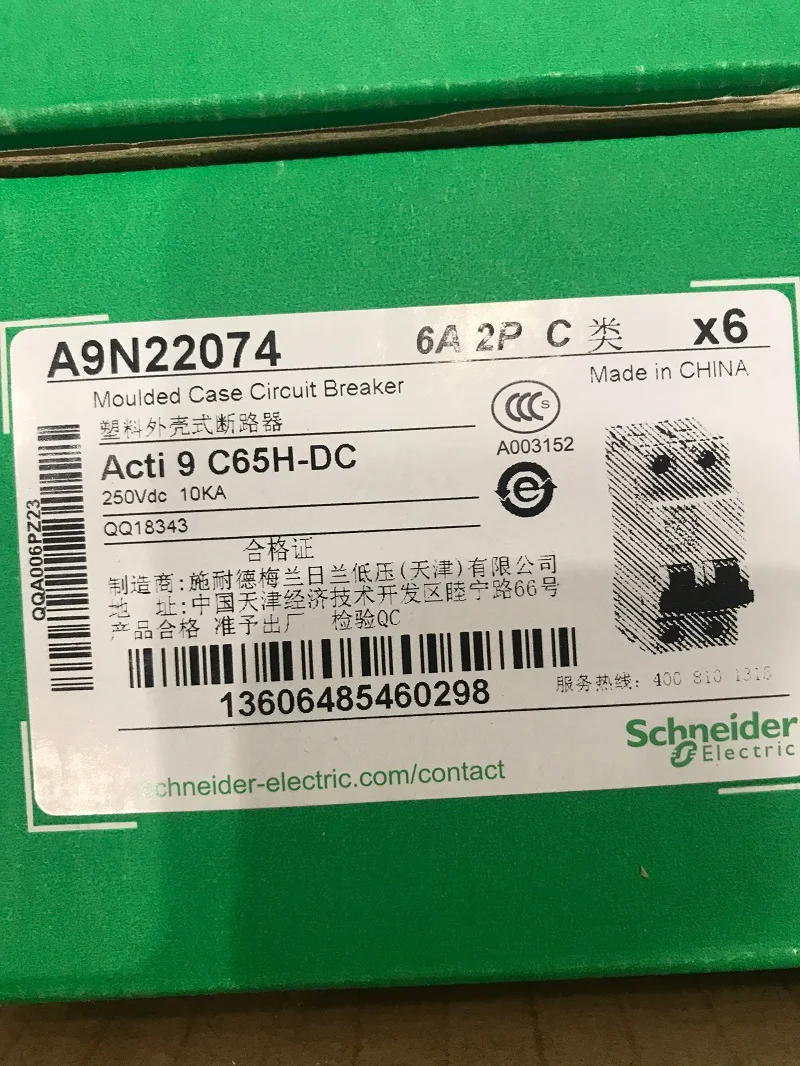 A9N22074 6A 2P C 类 x6
Moulded Case Circuit Breaker
Made in CHINA
塑料外壳式断路器
CCC S
A003152
Acti 9 C65H-DC
250Vdc 10KA
e
QQ18343
QQA006PZ23
合格证
制造商:施耐德梅兰日兰低压(天津)有限公司
地 址:中国天津经济技术开发区睦宁路66号
产品合格 准予出厂 检验QC
13606485460298
服务热线: 400 810 1315
Schneider
Electric
schneider-electric.com/contact